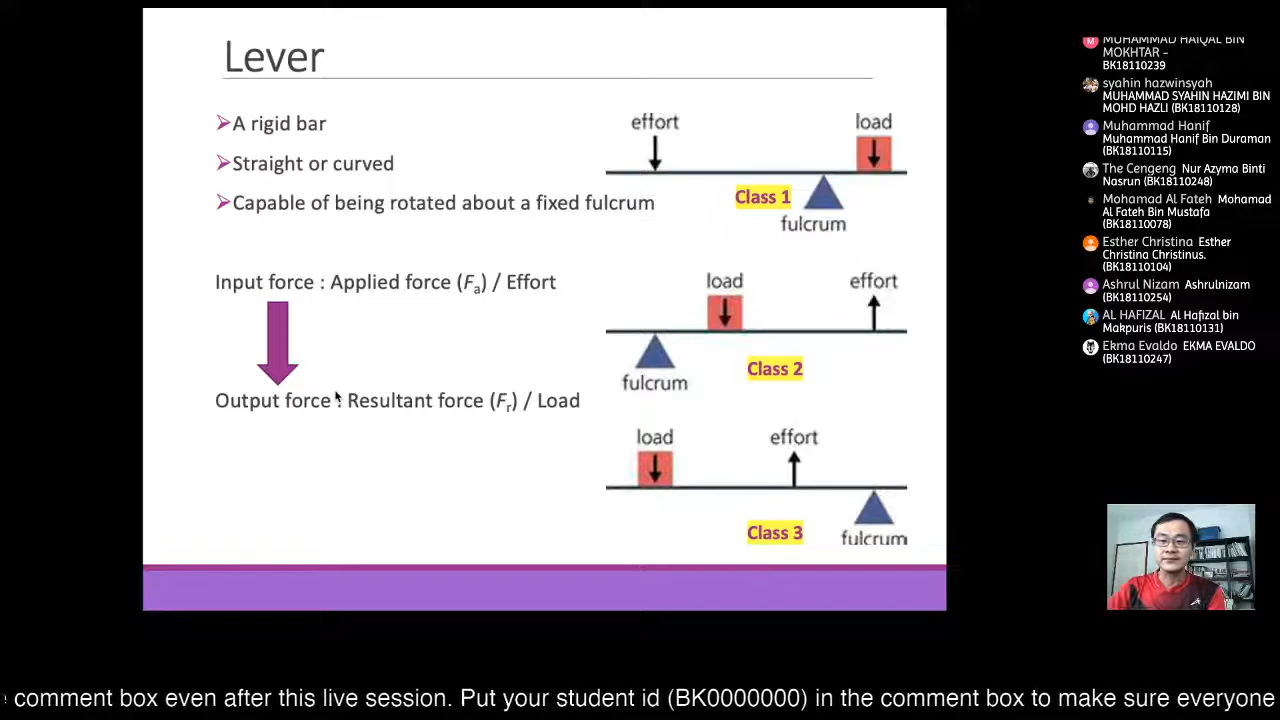 Lever
➢A rigid bar
➢Straight or curved
➢Capable of being rotated about a fixed fulcrum
Input force : Applied force (Fa) / Effort
Output force : Resultant force (Fr) / Load
effort
load
Class 1
fulcrum
load
effort
fulcrum
Class 2
load
effort
Class 3
fulcrum
M MUHAMMAD HAIQAL BIN
MOKHTAR -
BK18110239
syahin hazwinsyah
MUHAMMAD SYAHIN HAZIMI BIN
MOHD HAZLI (BK18110128)
Muhammad Hanif
Muhammad Hanif Bin Duraman
(BK18110115)
The Cengeng Nur Azyma Binti
Nasrun (BK18110248)
Mohamad Al Fateh Mohamad
Al Fateh Bin Mustafa
(BK18110078)
Esther Christina Esther
Christina Christinus.
(BK18110104)
Ashrul Nizam Ashrulnizam
(BK18110254)
AL HAFIZAL Al Hafizal bin
Makpuris (BK18110131)
Ekma Evaldo EKMA EVALDO
(BK18110247)
comment box even after this live session. Put your student id (BK0000000) in the comment box to make sure everyone